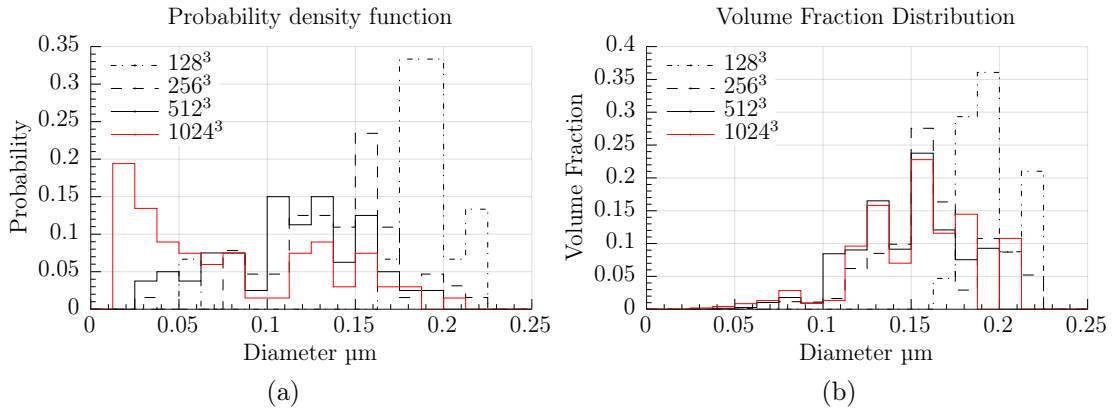 Probability density function
0.35
0.3
0.25
0.2
0.15
0.1
0.05
0
Probability
128³
256³
512³
1024³
0 0.05 0.1 0.15 0.2 0.25
Diameter µm
(a)
Volume Fraction Distribution
0.4
0.35
0.3
0.25
0.2
0.15
0.1
0.05
0
Volume Fraction
128³
256³
512³
1024³
0 0.05 0.1 0.15 0.2 0.25
Diameter µm
(b)